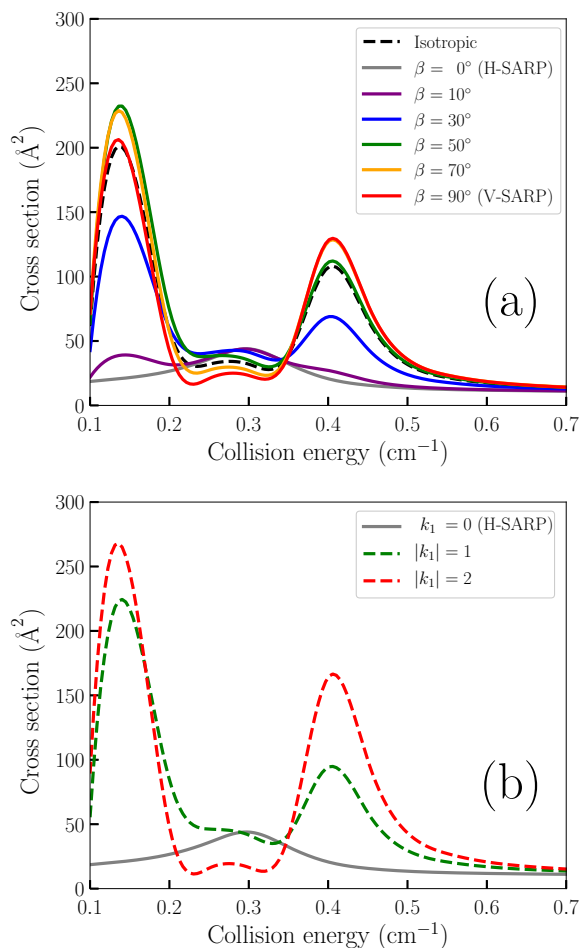 300
250
200
150
100
50
0
Cross section (Å²)
Isotropic
β = 0° (H-SARP)
β = 10°
β = 30°
β = 50°
β = 70°
β = 90° (V-SARP)
(a)
0.1 0.2 0.3 0.4 0.5 0.6 0.7
Collision energy (cm⁻¹)
300
250
200
150
100
50
0
Cross section (Å²)
k₁ = 0 (H-SARP)
|k₁| = 1
|k₁| = 2
(b)
0.1 0.2 0.3 0.4 0.5 0.6 0.7
Collision energy (cm⁻¹)